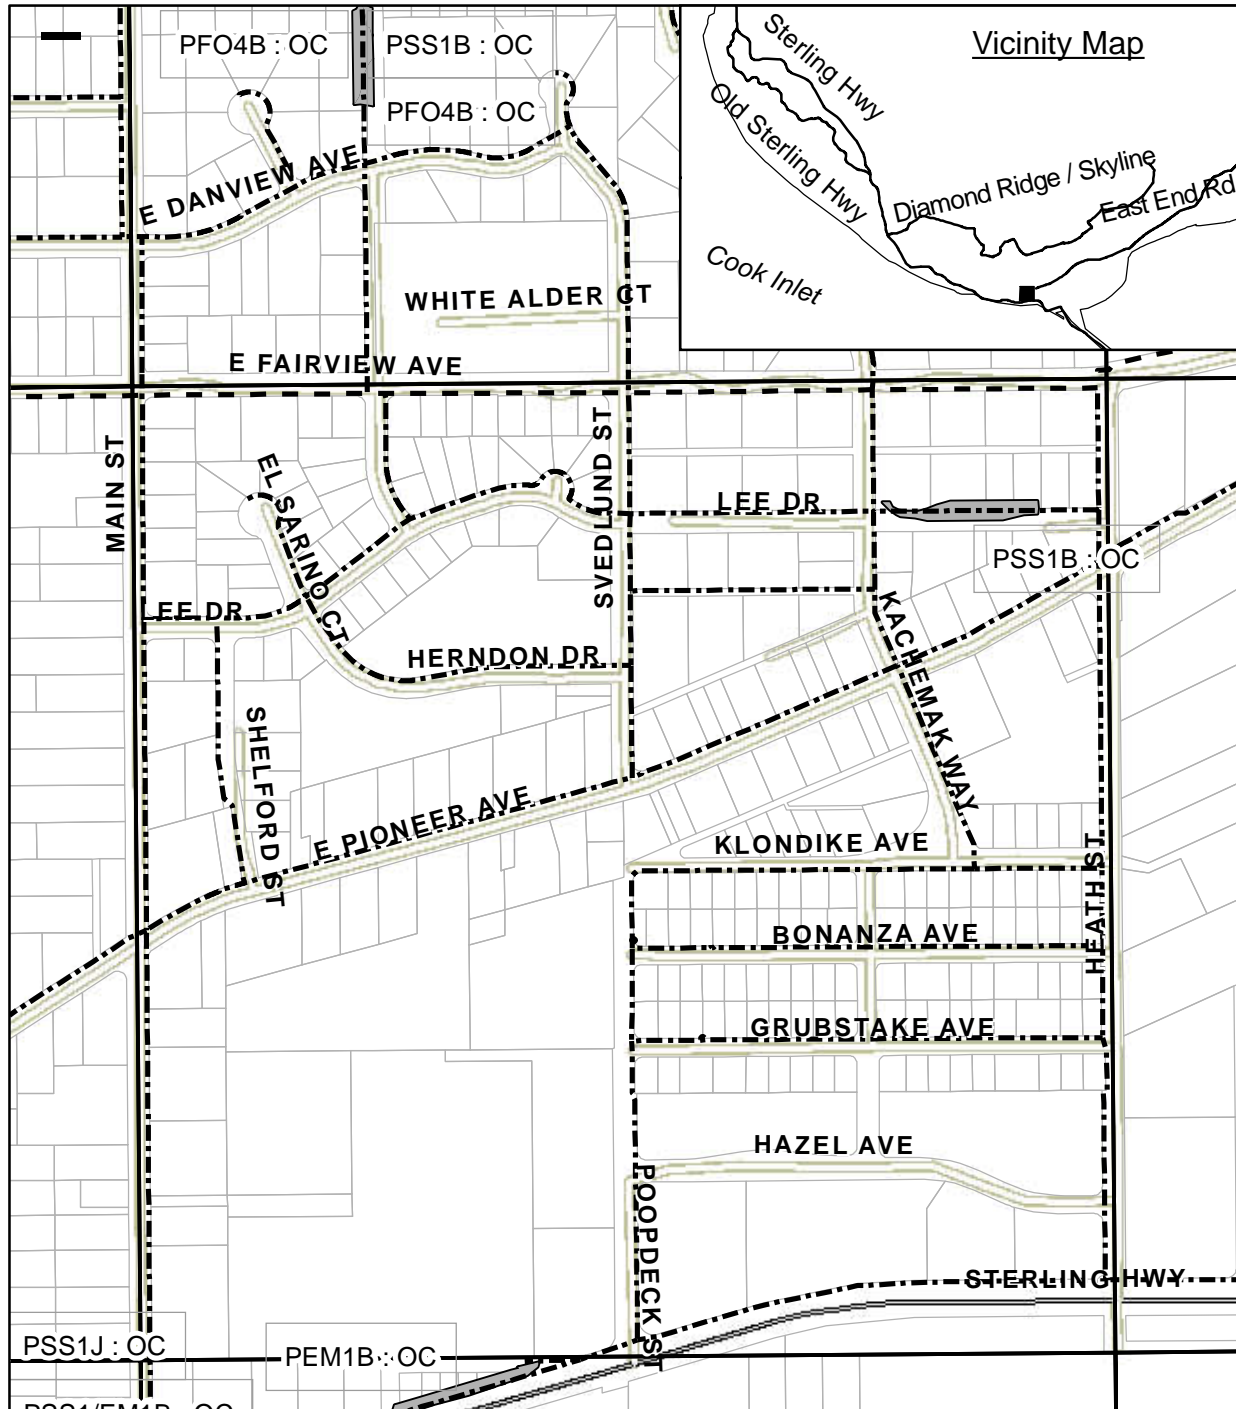 PFO4B : OC
PSS1B : OC
PFO4B : OC
Vicinity Map
Sterling Hwy
Old Sterling Hwy
Diamond Ridge / Skyline
East End Rd
Cook Inlet
E DANVIEW AVE
WHITE ALDER CT
E FAIRVIEW AVE
MAIN ST
EL SARINO CT
SVEDLUND ST
LEE DR
PSS1B : OC
LEE DR
HERNDON DR
KACHEMAK WAY
SHELFORD ST
E PIONEER AVE
KLONDIKE AVE
HEATH ST
BONANZA AVE
GRUBSTAKE AVE
HAZEL AVE
POOPDECK ST
STERLING HWY
PSS1J : OC
PEM1B : OC
PSS1/EM1B : OC